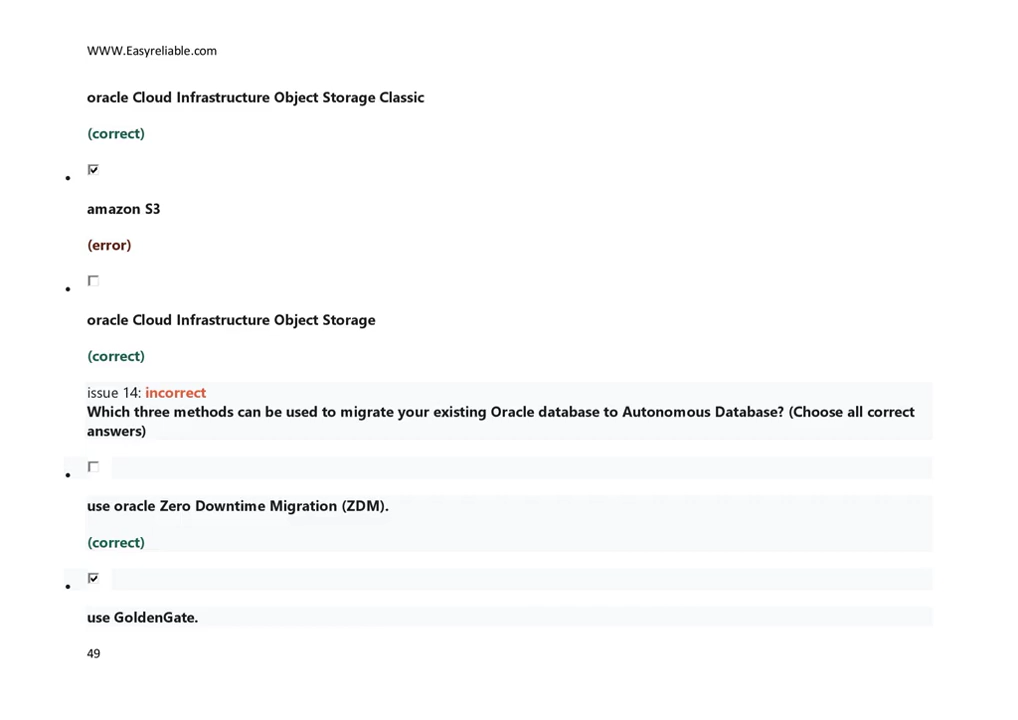 WWW.Easyreliable.com
oracle Cloud Infrastructure Object Storage Classic
(correct)
amazon S3
(error)
oracle Cloud Infrastructure Object Storage
(correct)
issue 14: incorrect
Which three methods can be used to migrate your existing Oracle database to Autonomous Database? (Choose all correct
answers)
use oracle Zero Downtime Migration (ZDM).
(correct)
use GoldenGate.
49